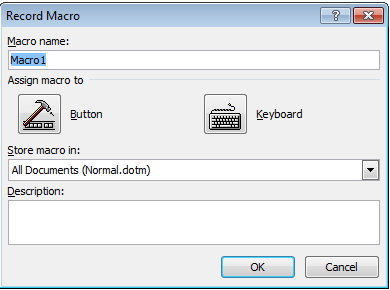 Record Macro
Macro name:
Macro1
Assign macro to
Button Keyboard
Store macro in:
All Documents (Normal.dotm)
Description:
OK Cancel